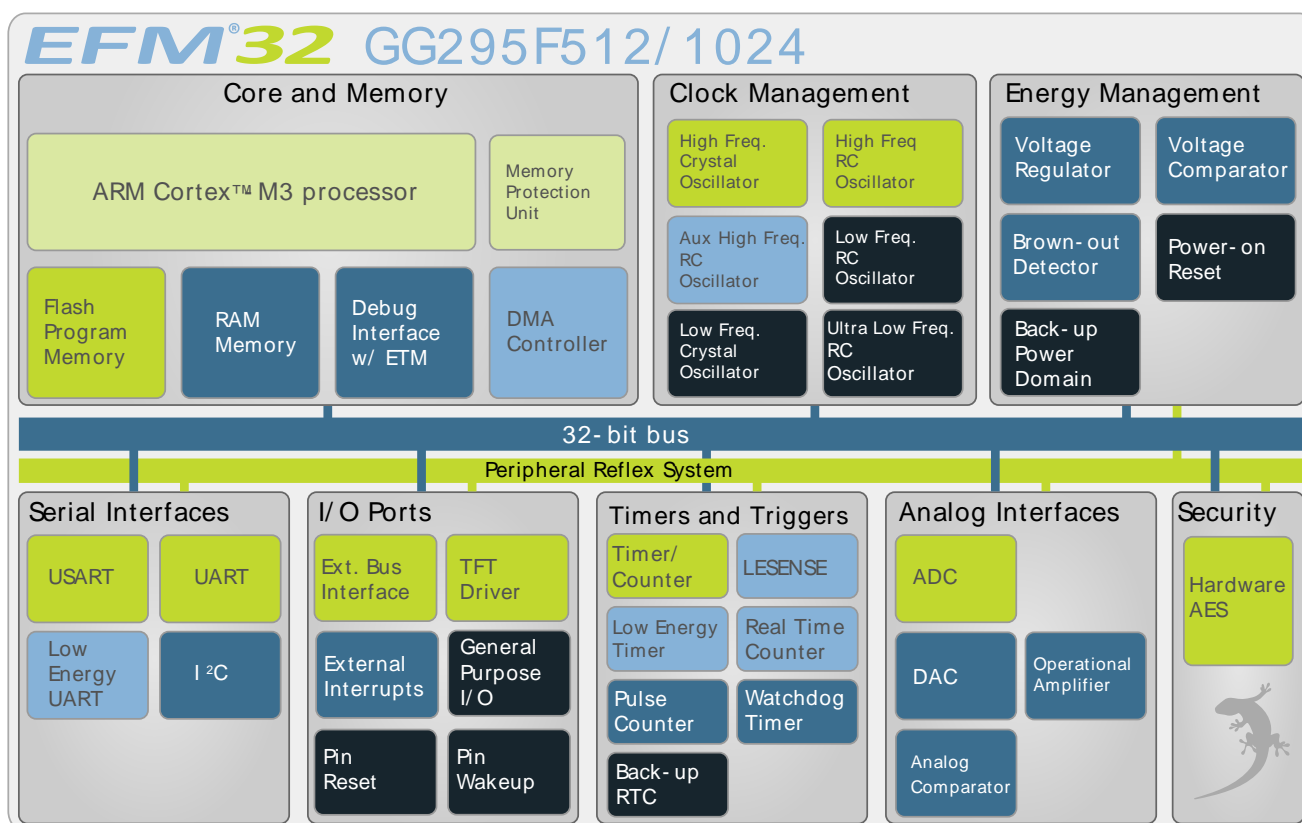 EFM®32 GG295F512/1024
Core and Memory
ARM Cortex™ M3 processor
Memory
Protection
Unit
Flash
Program
Memory
RAM
Memory
Debug
Interface
w/ ETM
DMA
Controller
Clock Management
High Freq.
Crystal
Oscillator
High Freq
RC
Oscillator
Aux High Freq.
RC
Oscillator
Low Freq.
RC
Oscillator
Low Freq.
Crystal
Oscillator
Ultra Low Freq.
RC
Oscillator
Energy Management
Voltage
Regulator
Voltage
Comparator
Brown-out
Detector
Power-on
Reset
Back-up
Power
Domain
32-bit bus
Peripheral Reflex System
Serial Interfaces
USART
UART
Low
Energy
UART
I²C
I/O Ports
Ext. Bus
Interface
TFT
Driver
External
Interrupts
General
Purpose
I/O
Pin
Reset
Pin
Wakeup
Timers and Triggers
Timer/
Counter
LESENSE
Low Energy
Timer
Real Time
Counter
Pulse
Counter
Watchdog
Timer
Back-up
RTC
Analog Interfaces
ADC
DAC
Operational
Amplifier
Analog
Comparator
Security
Hardware
AES